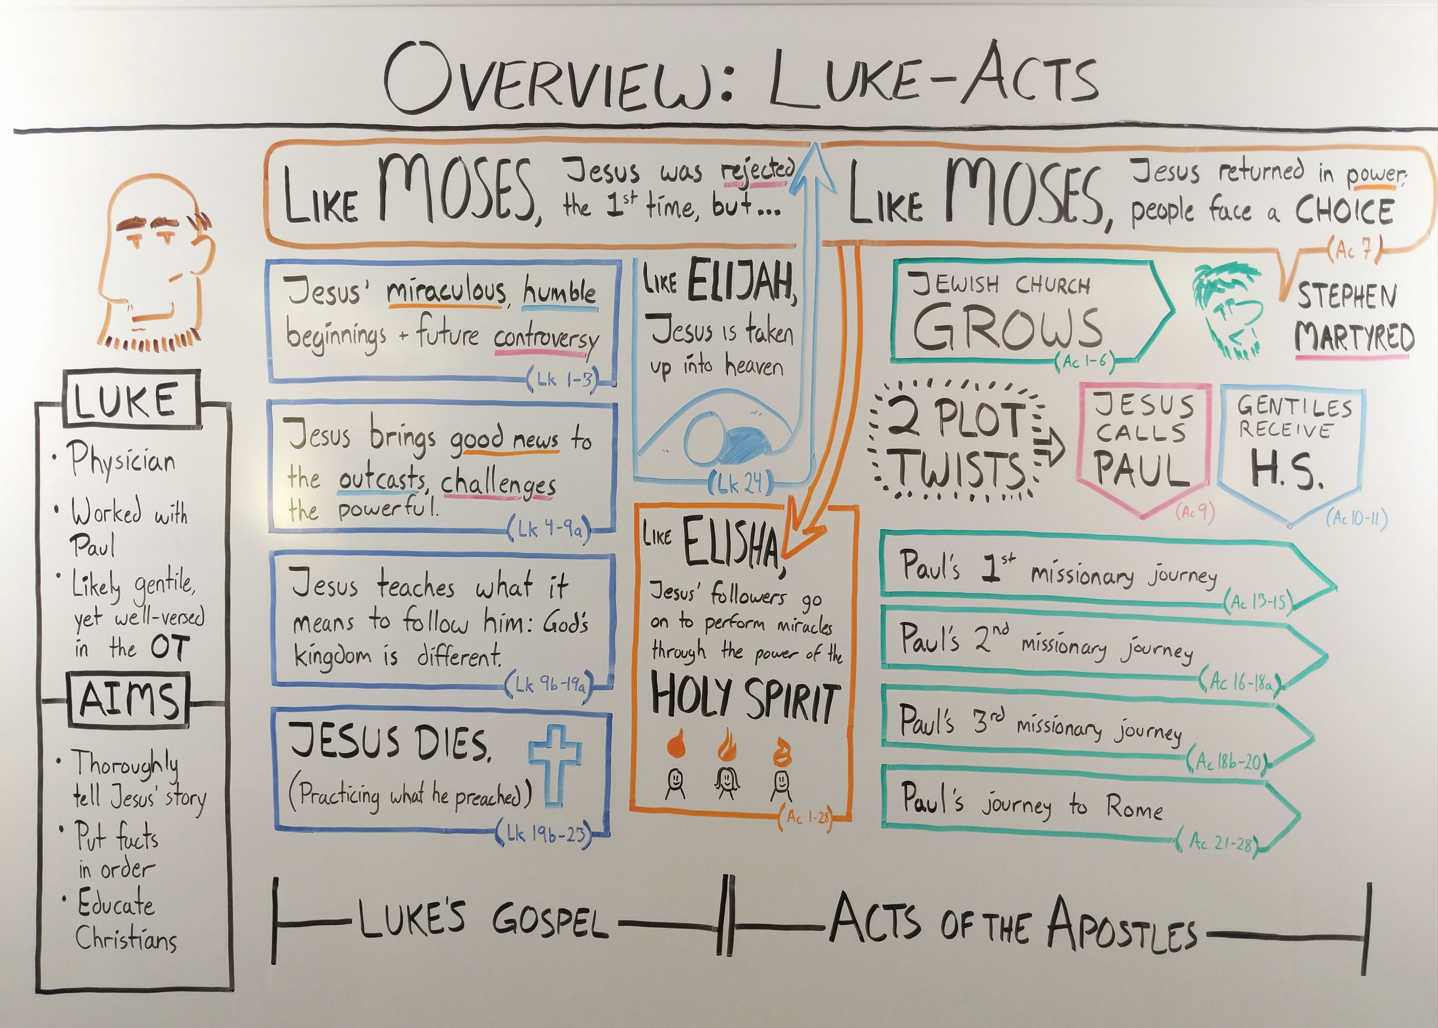 OVERVIEW: LUKE-ACTS
LIKE MOSES,
Jesus was rejected
the 1st time, but...
LIKE MOSES,
Jesus returned in power;
people face a CHOICE
(Ac 7)
LUKE
• Physician
• Worked with
Paul
• Likely gentile,
yet well-versed
in the OT
AIMS
• Thoroughly
tell Jesus' story
• Put facts
in order
• Educate
Christians
Jesus' miraculous, humble
beginnings + future controversy
(Lk 1-3)
Jesus brings good news to
the outcasts, challenges
the powerful.
(Lk 4-9a)
Jesus teaches what it
means to follow him: God's
kingdom is different.
(Lk 9b-19a)
JESUS DIES.
(Practicing what he preached)
(Lk 19b-23)
LIKE ELIJAH,
Jesus is taken
up into heaven
(Lk 24)
LIKE ELISHA,
Jesus' followers go
on to perform miracles
through the power of the
HOLY SPIRIT
(Ac 1-28)
JEWISH CHURCH
GROWS
(Ac 1-6)
STEPHEN
MARTYRED
2 PLOT
TWISTS
JESUS
CALLS
PAUL
(Ac 9)
GENTILES
RECEIVE
H.S.
(Ac 10-11)
Paul's 1st missionary journey
(Ac 13-15)
Paul's 2nd missionary journey
(Ac 16-18a)
Paul's 3rd missionary journey
(Ac 18b-20)
Paul's journey to Rome
(Ac 21-28)
LUKE'S GOSPEL
ACTS OF THE APOSTLES